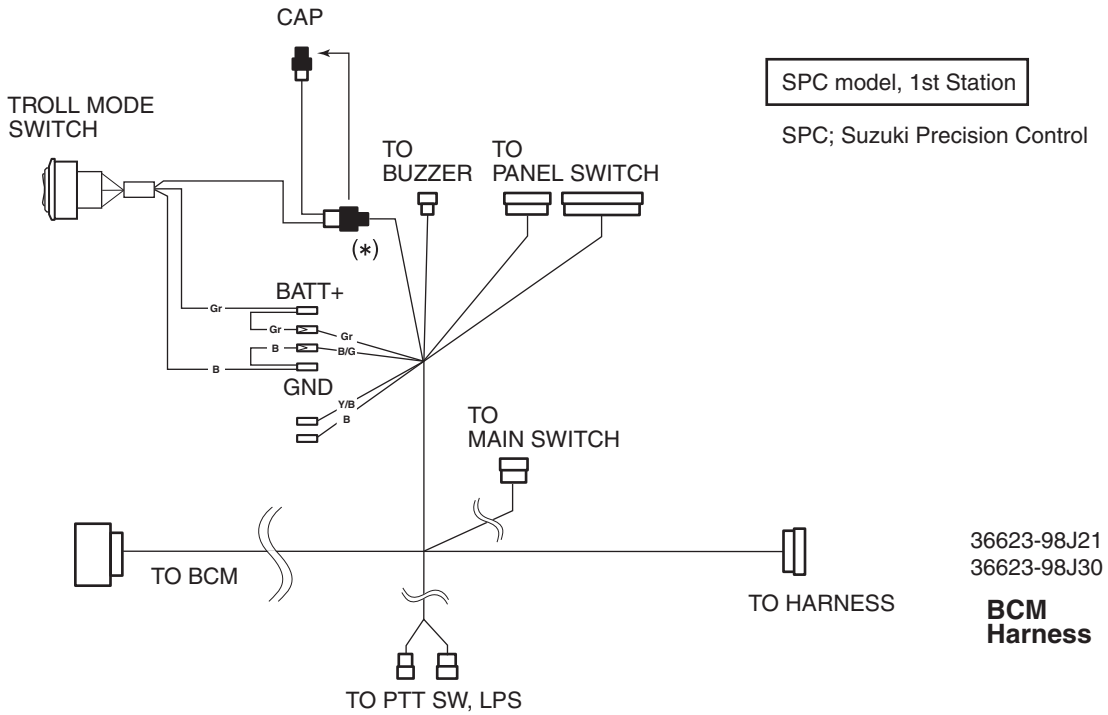 CAP
SPC model, 1st Station
SPC; Suzuki Precision Control
TROLL MODE
SWITCH
TO
BUZZER
TO
PANEL SWITCH
(*)
BATT+
Gr
Gr
Gr
B
B/G
B
GND
Y/B
B
TO
MAIN SWITCH
TO BCM
TO HARNESS
36623-98J21
36623-98J30
BCM
Harness
TO PTT SW, LPS